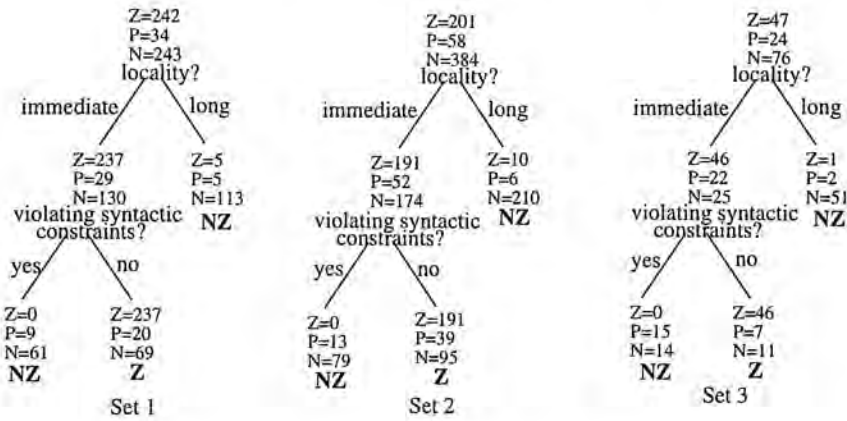 Z=242
P=34
N=243
locality?
immediate
long
Z=237
P=29
N=130
Z=5
P=5
N=113
NZ
violating syntactic
constraints?
yes
no
Z=0
P=9
N=61
NZ
Z=237
P=20
N=69
Z
Set 1
Z=201
P=58
N=384
locality?
immediate
long
Z=191
P=52
N=174
Z=10
P=6
N=210
NZ
violating syntactic
constraints?
yes
no
Z=0
P=13
N=79
NZ
Z=191
P=39
N=95
Z
Set 2
Z=47
P=24
N=76
locality?
immediate
long
Z=46
P=22
N=25
Z=1
P=2
N=51
NZ
violating syntactic
constraints?
yes
no
Z=0
P=15
N=14
NZ
Z=46
P=7
N=11
Z
Set 3